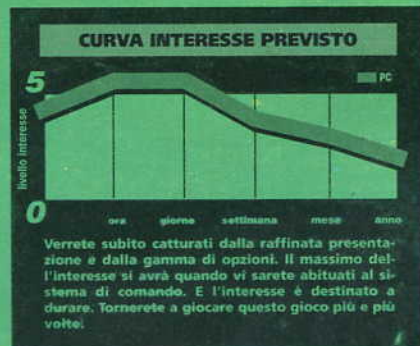 CURVA INTERESSE PREVISTO
5
PC
livello interesse
0
ora giorno settimana mese anno
Verrete subito catturati dalla raffinata presenta-
zione e dalla gamma di opzioni. Il massimo del-
l'interesse si avrà quando vi sarete abituati al si-
stema di comando. E l'interesse è destinato a
durare. Tornerete a giocare questo gioco più e più
volte!